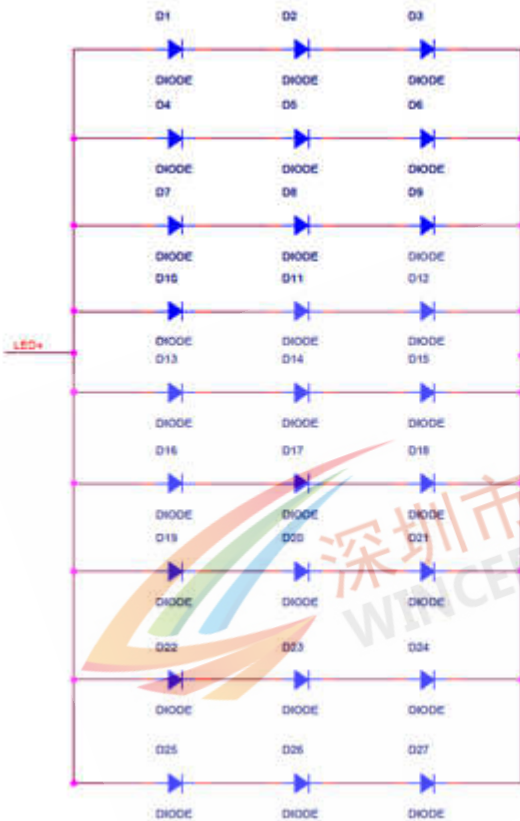 D1 D2 D3
DIODE DIODE DIODE
D4 D5 D6
DIODE DIODE DIODE
D7 D8 D9
DIODE DIODE DIODE
D10 D11 D12
DIODE DIODE DIODE
LED+
D13 D14 D15
DIODE DIODE DIODE
D16 D17 D18
DIODE DIODE DIODE
D19 D20 D21
深圳市
DIODE DIODE DIODE
D22 D23 D24
DIODE DIODE DIODE
D25 D26 D27
DIODE DIODE DIODE